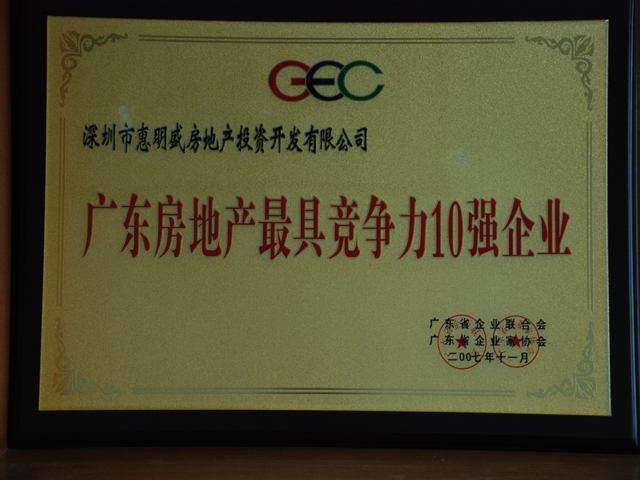 GEC
深圳市惠明盛房地产投资开发有限公司
广东房地产最具竞争力10强企业
广东省企业联合会
广东省企业家协会
二00七年十一月